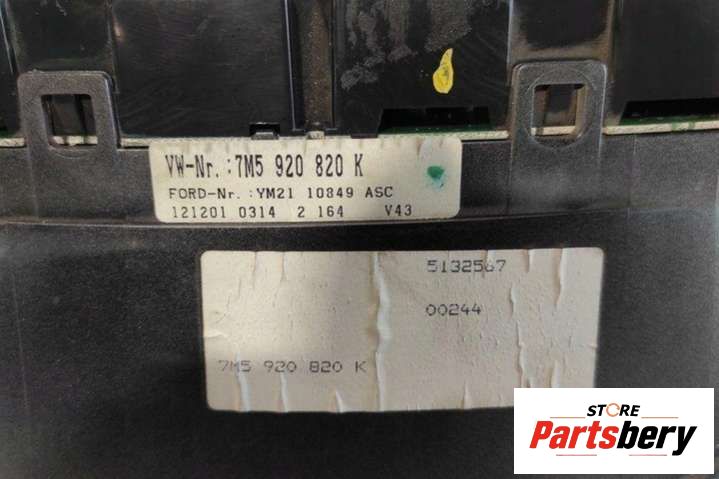 VW-Nr.:7M5 920 820 K
FORD-Nr.:YM21 10849 ASC
121201 0314 2 164 V43
5132567
00244
7M5 920 820 K
STORE
Partsbery